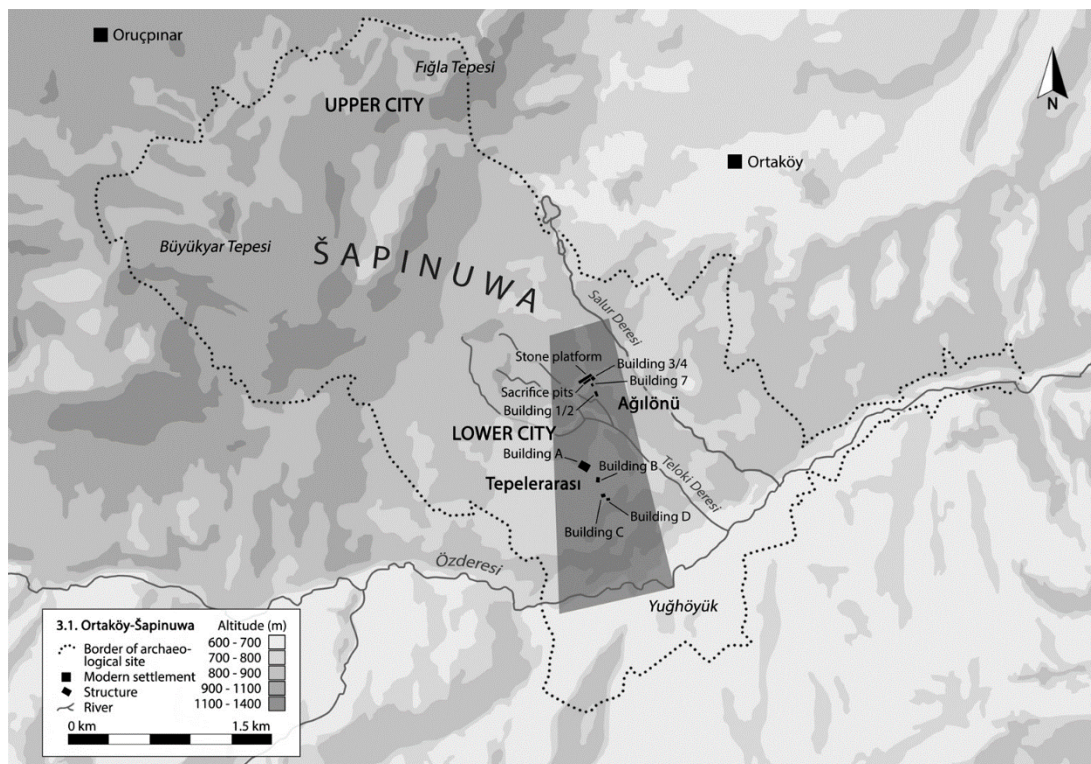 Oruçpınar
Fığla Tepesi
UPPER CITY
N
Ortaköy
Büyükyar Tepesi
ŠAPINUWA
Salur Deresi
Stone platform
Building 3/4
Building 7
Sacrifice pits
Ağılönü
Building 1/2
LOWER CITY
Building A
Building B
Teloki Deresi
Tepelerarası
Building D
Building C
Özderesi
Yuğhöyük
3.1. Ortaköy-Šapinuwa
Border of archaeo-
logical site
Modern settlement
Structure
River
Altitude (m)
600 - 700
700 - 800
800 - 900
900 - 1100
1100 - 1400
0 km 1.5 km